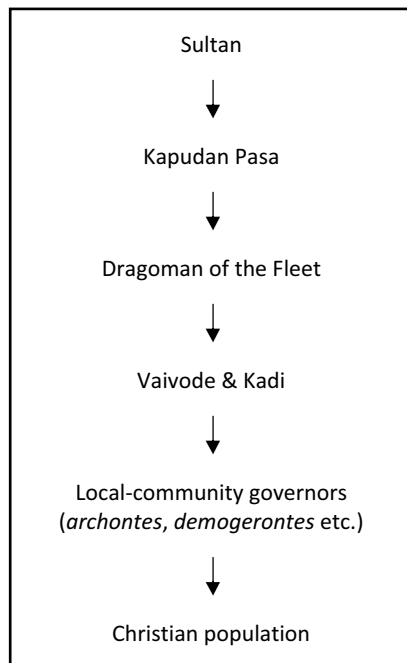 Sultan
Kapudan Pasa
Dragoman of the Fleet
Vaivode & Kadi
Local-community governors
(archontes, demogerontes etc.)
Christian population